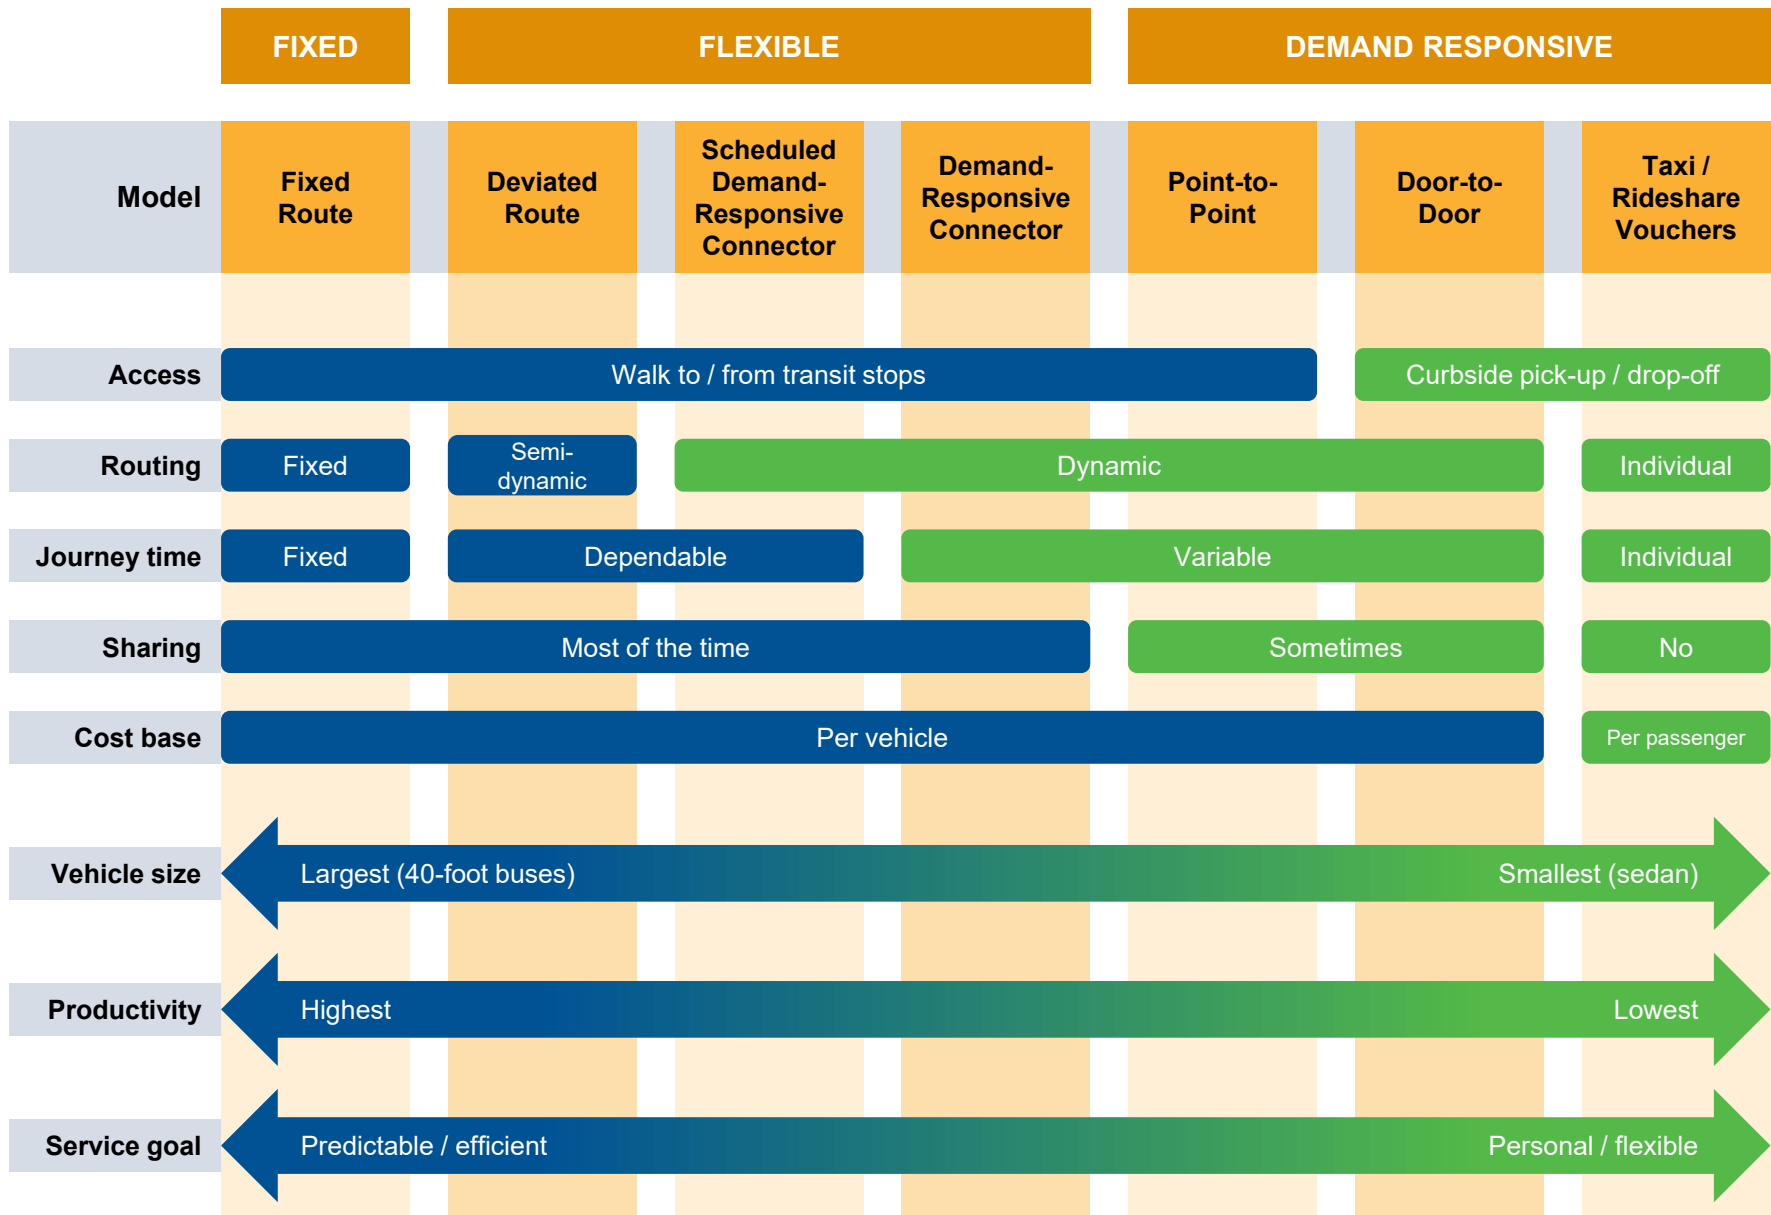 FIXED
FLEXIBLE
DEMAND RESPONSIVE
Model
Fixed
Route
Deviated
Route
Scheduled
Demand-
Responsive
Connector
Demand-
Responsive
Connector
Point-to-
Point
Door-to-
Door
Taxi /
Rideshare
Vouchers
Access
Walk to / from transit stops
Curbside pick-up / drop-off
Routing
Fixed
Semi-
dynamic
Dynamic
Individual
Journey time
Fixed
Dependable
Variable
Individual
Sharing
Most of the time
Sometimes
No
Cost base
Per vehicle
Per passenger
Vehicle size
Largest (40-foot buses)
Smallest (sedan)
Productivity
Highest
Lowest
Service goal
Predictable / efficient
Personal / flexible